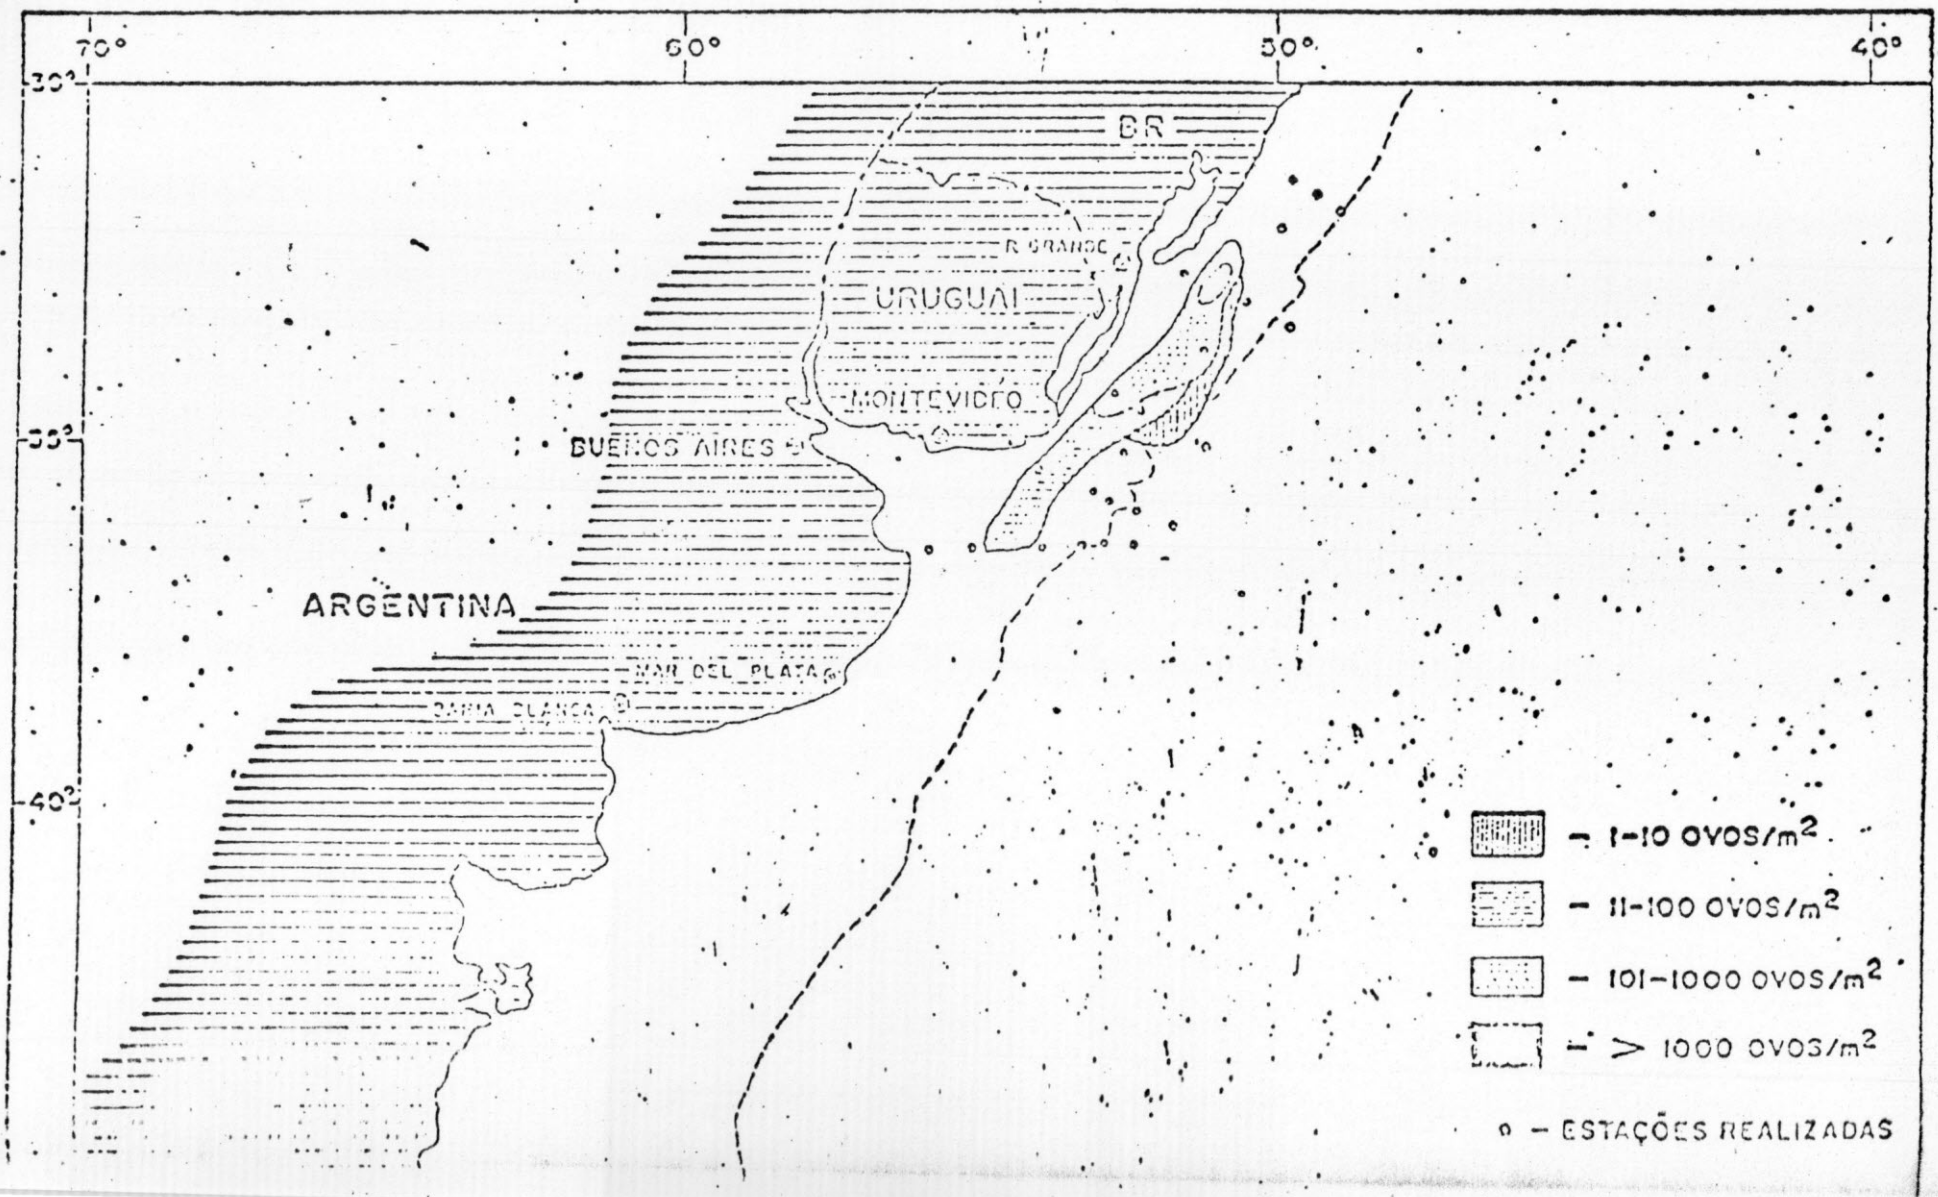 70° 60° 50° 40°
30°
BR
R. GRANDE
URUGUAI
MONTEVIDEO
35°
BUENOS AIRES
ARGENTINA
MAR DEL PLATA
BAHIA BLANCA
40°
- 1-10 OVOS/m²
- 11-100 OVOS/m²
- 101-1000 OVOS/m²
- > 1000 OVOS/m²
o - ESTAÇÕES REALIZADAS